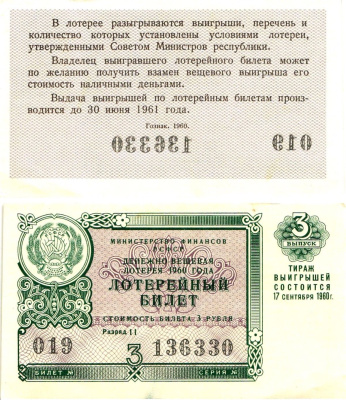 В лотерее разыгрываются выигрыши, перечень и
количество которых установлены условиями лотереи,
утвержденными Советом Министров республики.
Владелец выигравшего лотерейного билета может
по желанию получить взамен вещевого выигрыша его
стоимость наличными деньгами.
Выдача выигрышей по лотерейным билетам произ-
водится до 30 июня 1961 года.
Гознак. 1960.
136330 019
МИНИСТЕРСТВО ФИНАНСОВ
РСФСР
ДЕНЕЖНО-ВЕЩЕВАЯ
ЛОТЕРЕЯ 1960 ГОДА
ЛОТЕРЕЙНЫЙ
БИЛЕТ
СТОИМОСТЬ БИЛЕТА 3 РУБЛЯ
Разряд II
019 3 136330
БИЛЕТ № СЕРИЯ №
3
ВЫПУСК
ТИРАЖ
ВЫИГРЫШЕЙ
СОСТОИТСЯ
17 СЕНТЯБРЯ 1960г.